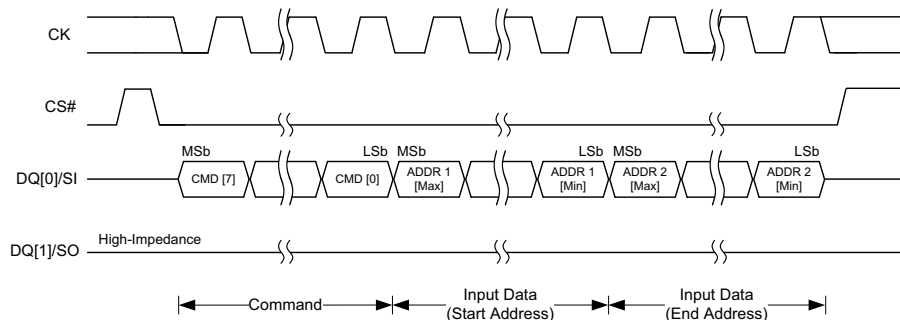 CK
CS#
MSb LSb MSb LSb MSb LSb
DQ[0]/SI CMD [7] CMD [0] ADDR 1 [Max] ADDR 1 [Min] ADDR 2 [Max] ADDR 2 [Min]
DQ[1]/SO High-Impedance
Command
Input Data
(Start Address)
Input Data
(End Address)